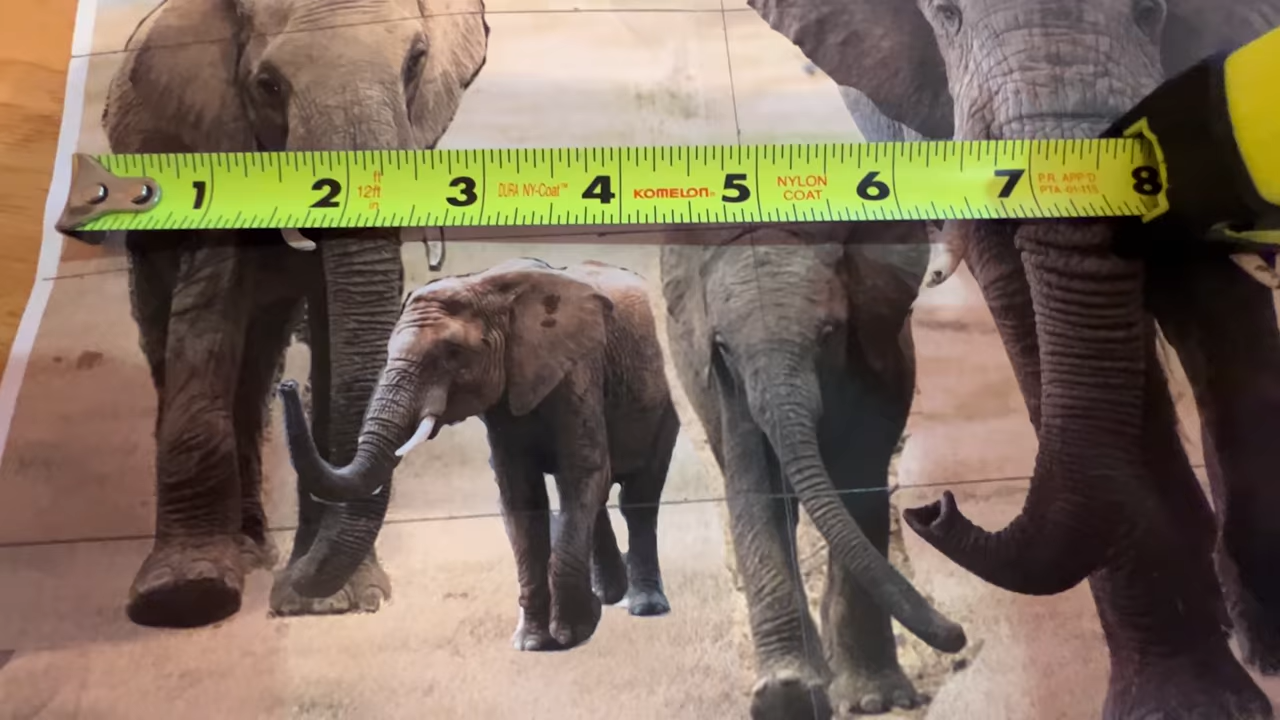 1 2 ft 12ft in 3 DURA NY-Coat™ 4 KOMELON® 5 NYLON COAT 6 7 P.R. APP'D PTA-01-115 8